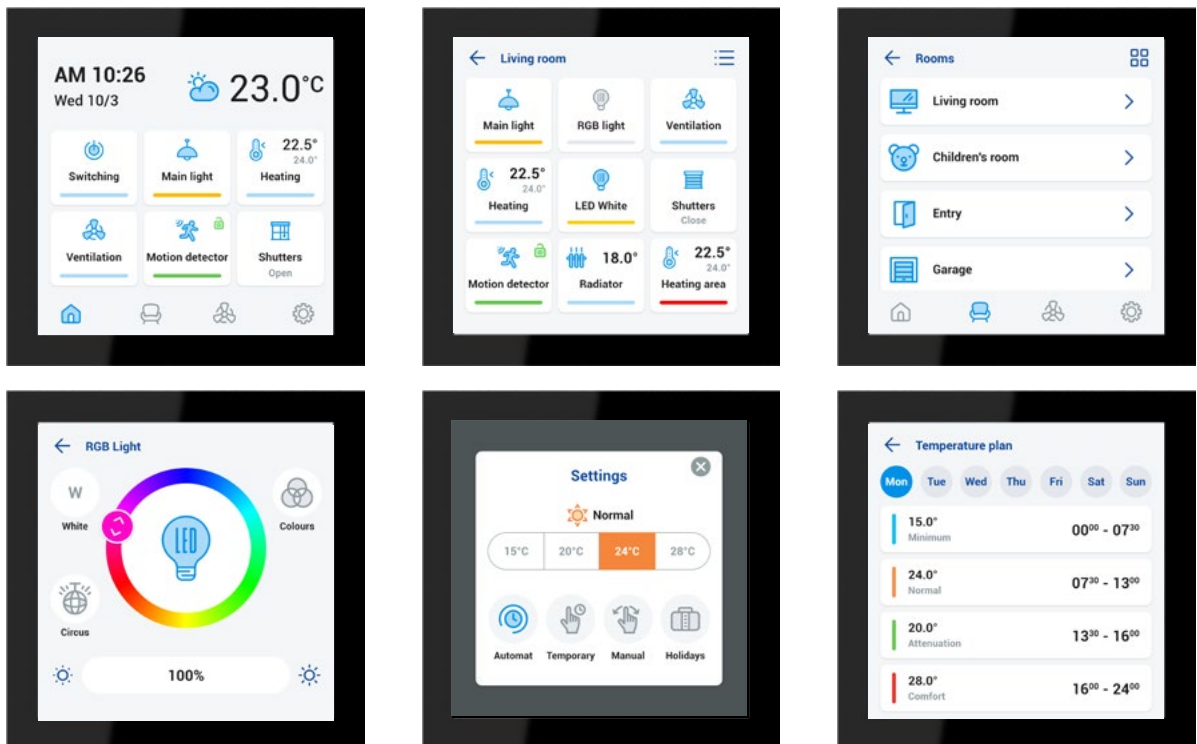 AM 10:26
Wed 10/3
23.0°C
Switching
Main light
22.5°
24.0°
Heating
Ventilation
Motion detector
Shutters
Open
Living room
Main light
RGB light
Ventilation
22.5°
24.0°
Heating
LED White
Shutters
Close
Motion detector
18.0°
Radiator
22.5°
24.0°
Heating area
Rooms
Living room
Children's room
Entry
Garage
RGB Light
W
White
Colours
LED
Circus
100%
Settings
Normal
15°C 20°C 24°C 28°C
Automat Temporary Manual Holidays
Temperature plan
Mon Tue Wed Thu Fri Sat Sun
15.0°
Minimum
00⁰⁰ - 07³⁰
24.0°
Normal
07³⁰ - 13⁰⁰
20.0°
Attenuation
13³⁰ - 16⁰⁰
28.0°
Comfort
16⁰⁰ - 24⁰⁰